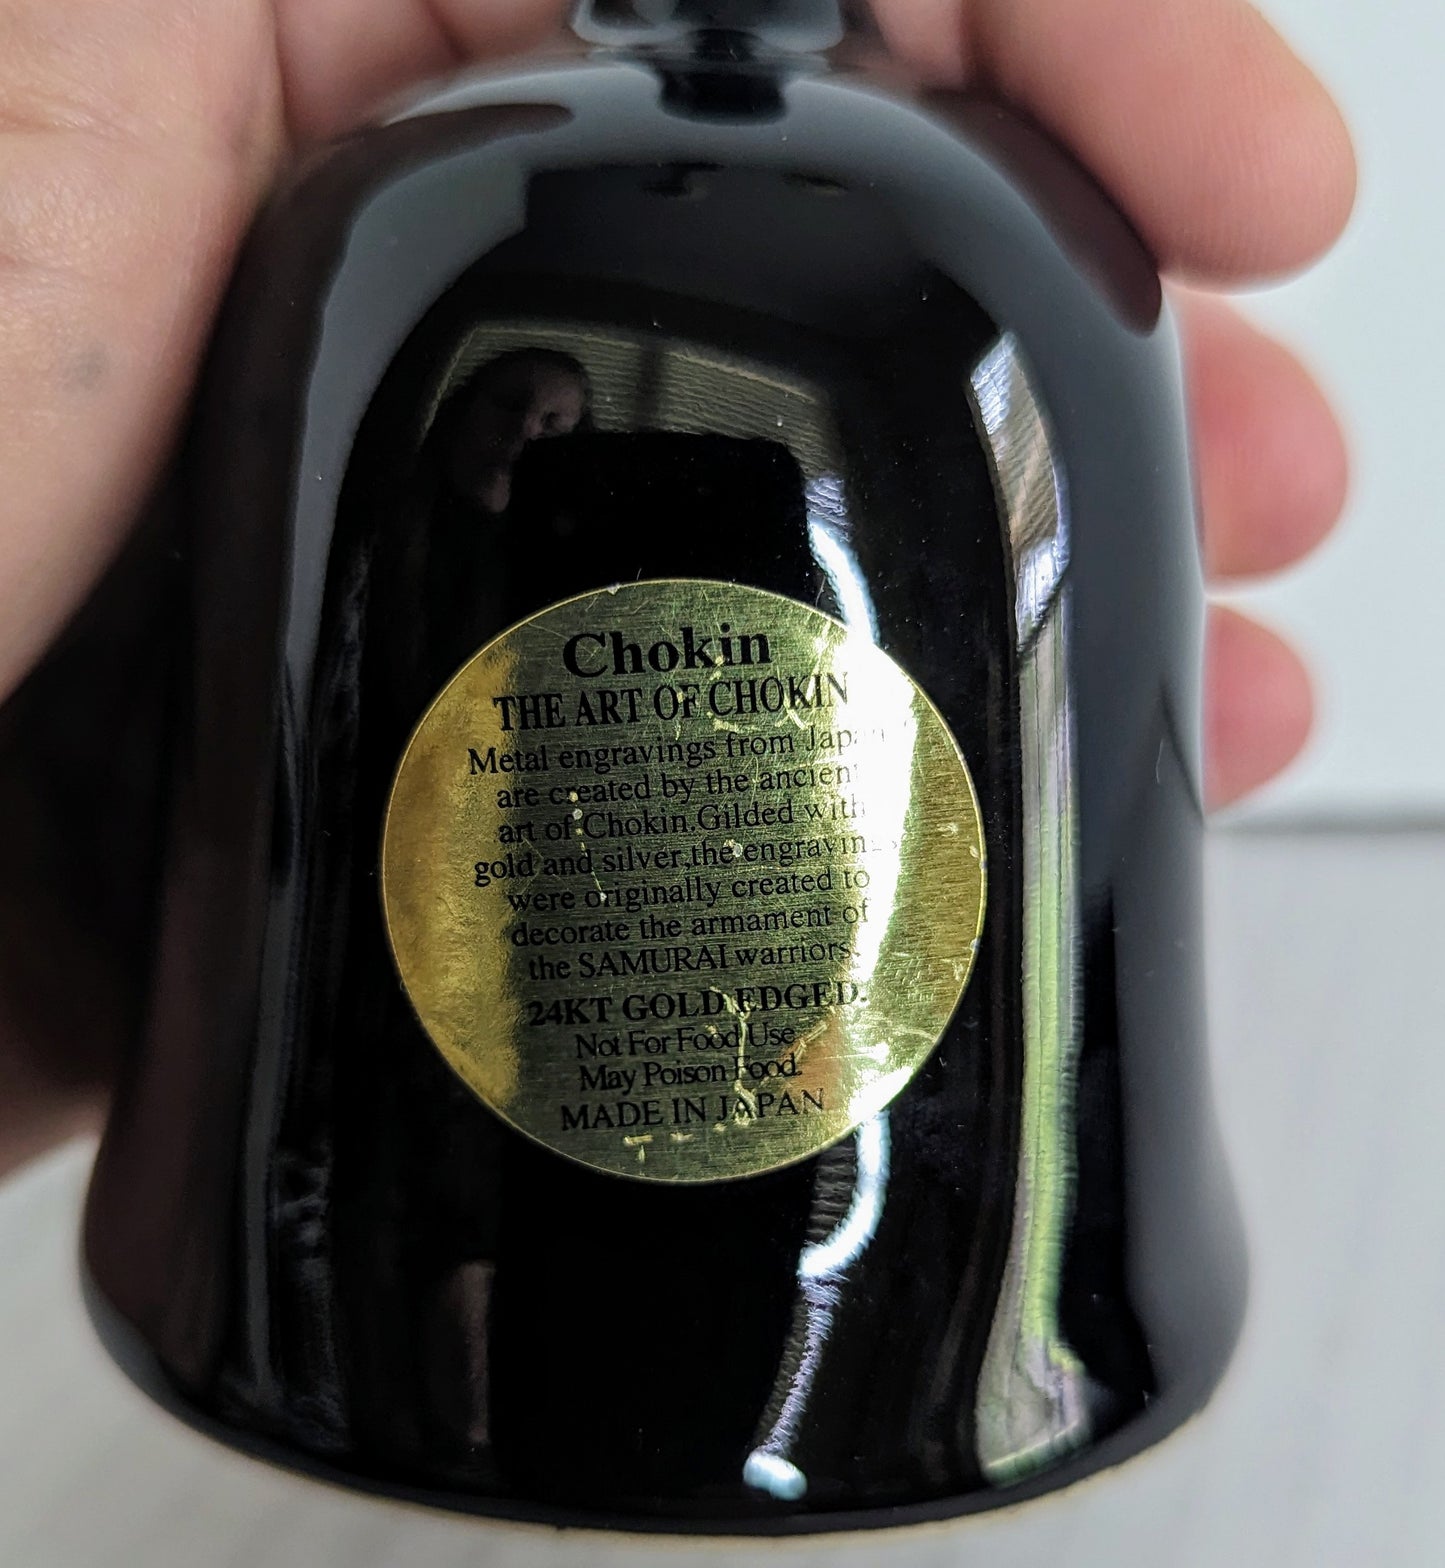 Chokin
THE ART OF CHOKIN
Metal engravings from Japan
are created by the ancient
art of Chokin.Gilded with
gold and silver,the engravings
were originally created to
decorate the armament of
the SAMURAI warriors.
24KT GOLD EDGED.
Not For Food Use
May Poison Food.
MADE IN JAPAN